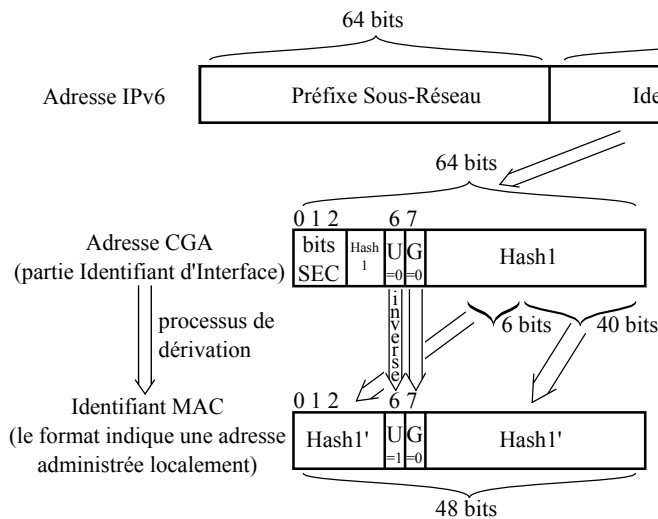 64 bits
Adresse IPv6
Préfixe Sous-Réseau
Ide
64 bits
0 1 2
6 7
Adresse CGA
(partie Identifiant d'Interface)
bits
SEC
Hash
1
U
=0
G
=0
Hash1
processus de
dérivation
inverse
6 bits
40 bits
Identifiant MAC
(le format indique une adresse
administrée localement)
0 1 2
6 7
Hash1'
U
=1
G
=0
Hash1'
48 bits